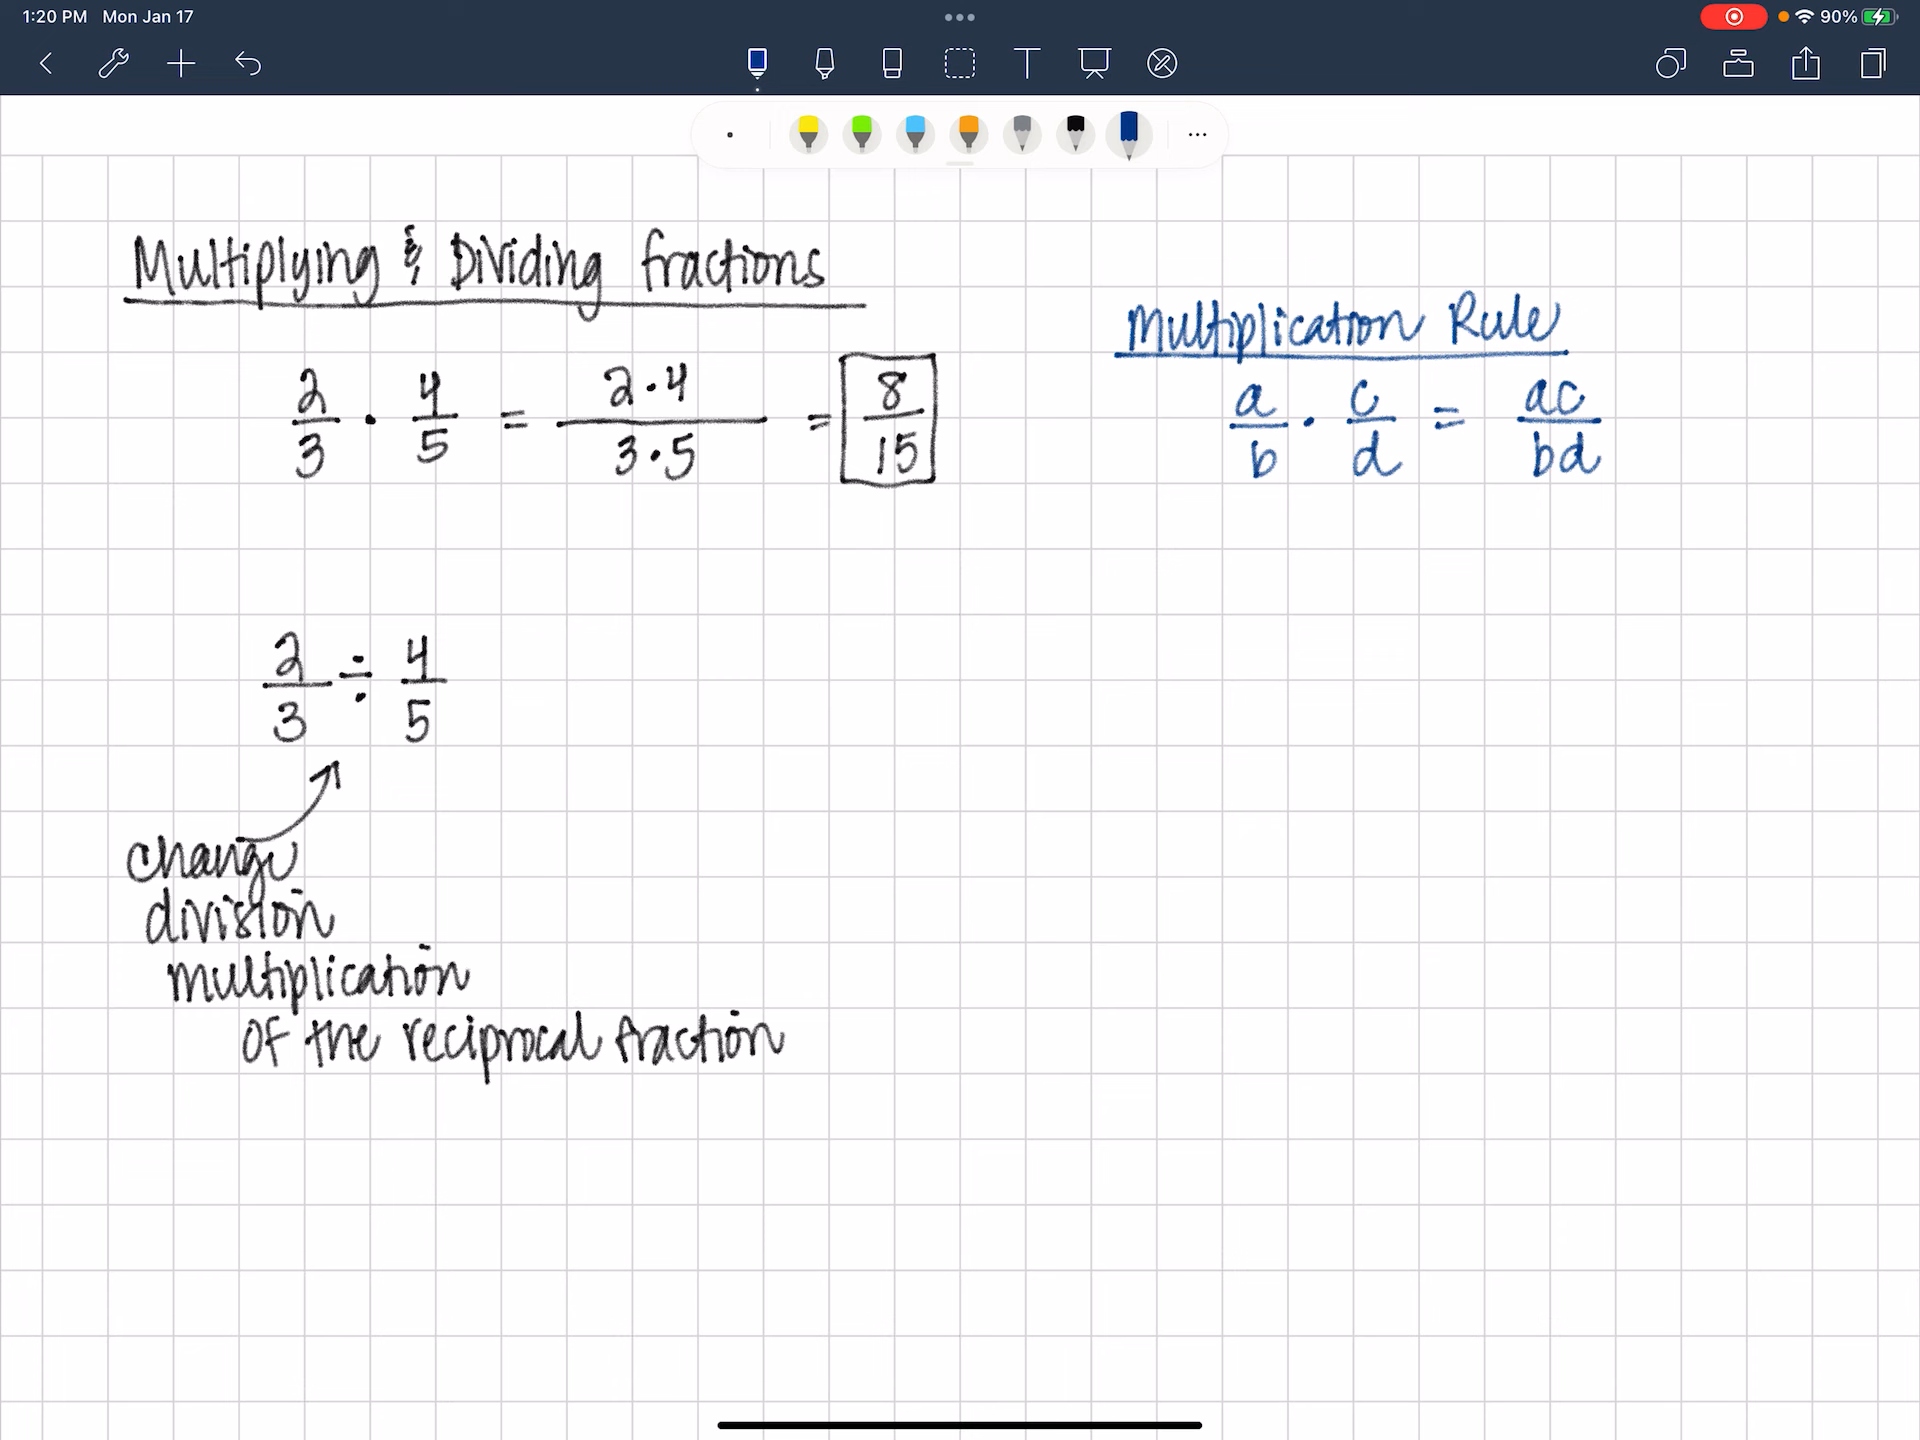 1:20 PM Mon Jan 17
90%
Multiplying & Dividing fractions
2/3 · 4/5 = 2·4/3·5 = 8/15
Multiplication Rule
a/b · c/d = ac/bd
2/3 ÷ 4/5
change
division
multiplication
of the reciprocal fraction